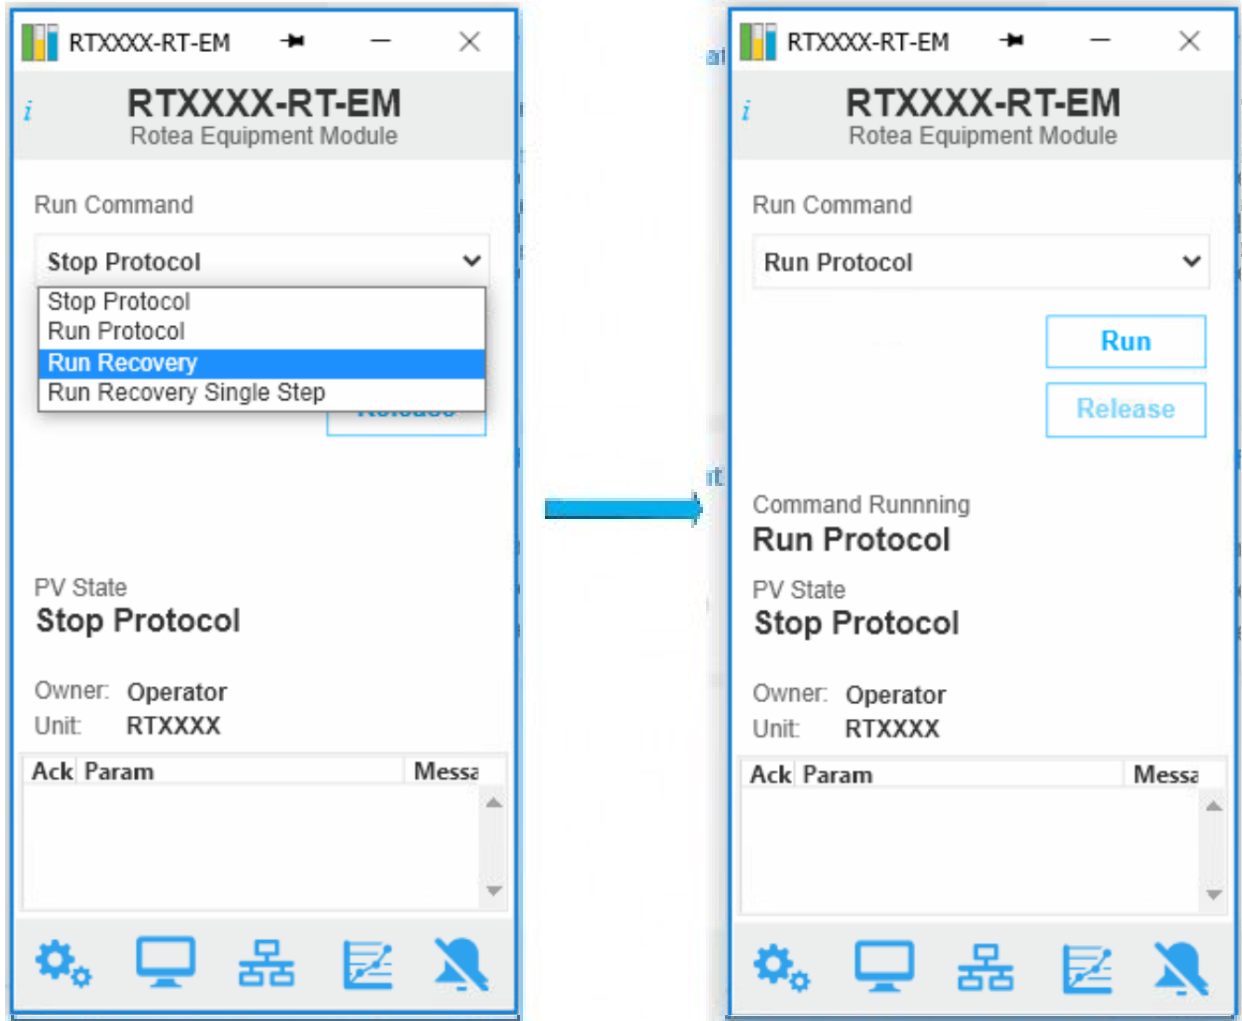 RTXXXX-RT-EM
i
RTXXXX-RT-EM
Rotea Equipment Module
Run Command
Stop Protocol
Stop Protocol
Run Protocol
Run Recovery
Run Recovery Single Step
Release
PV State
Stop Protocol
Owner: Operator
Unit: RTXXXX
Ack Param Messa
RTXXXX-RT-EM
i
RTXXXX-RT-EM
Rotea Equipment Module
Run Command
Run Protocol
Run
Release
Command Runnning
Run Protocol
PV State
Stop Protocol
Owner: Operator
Unit: RTXXXX
Ack Param Messa